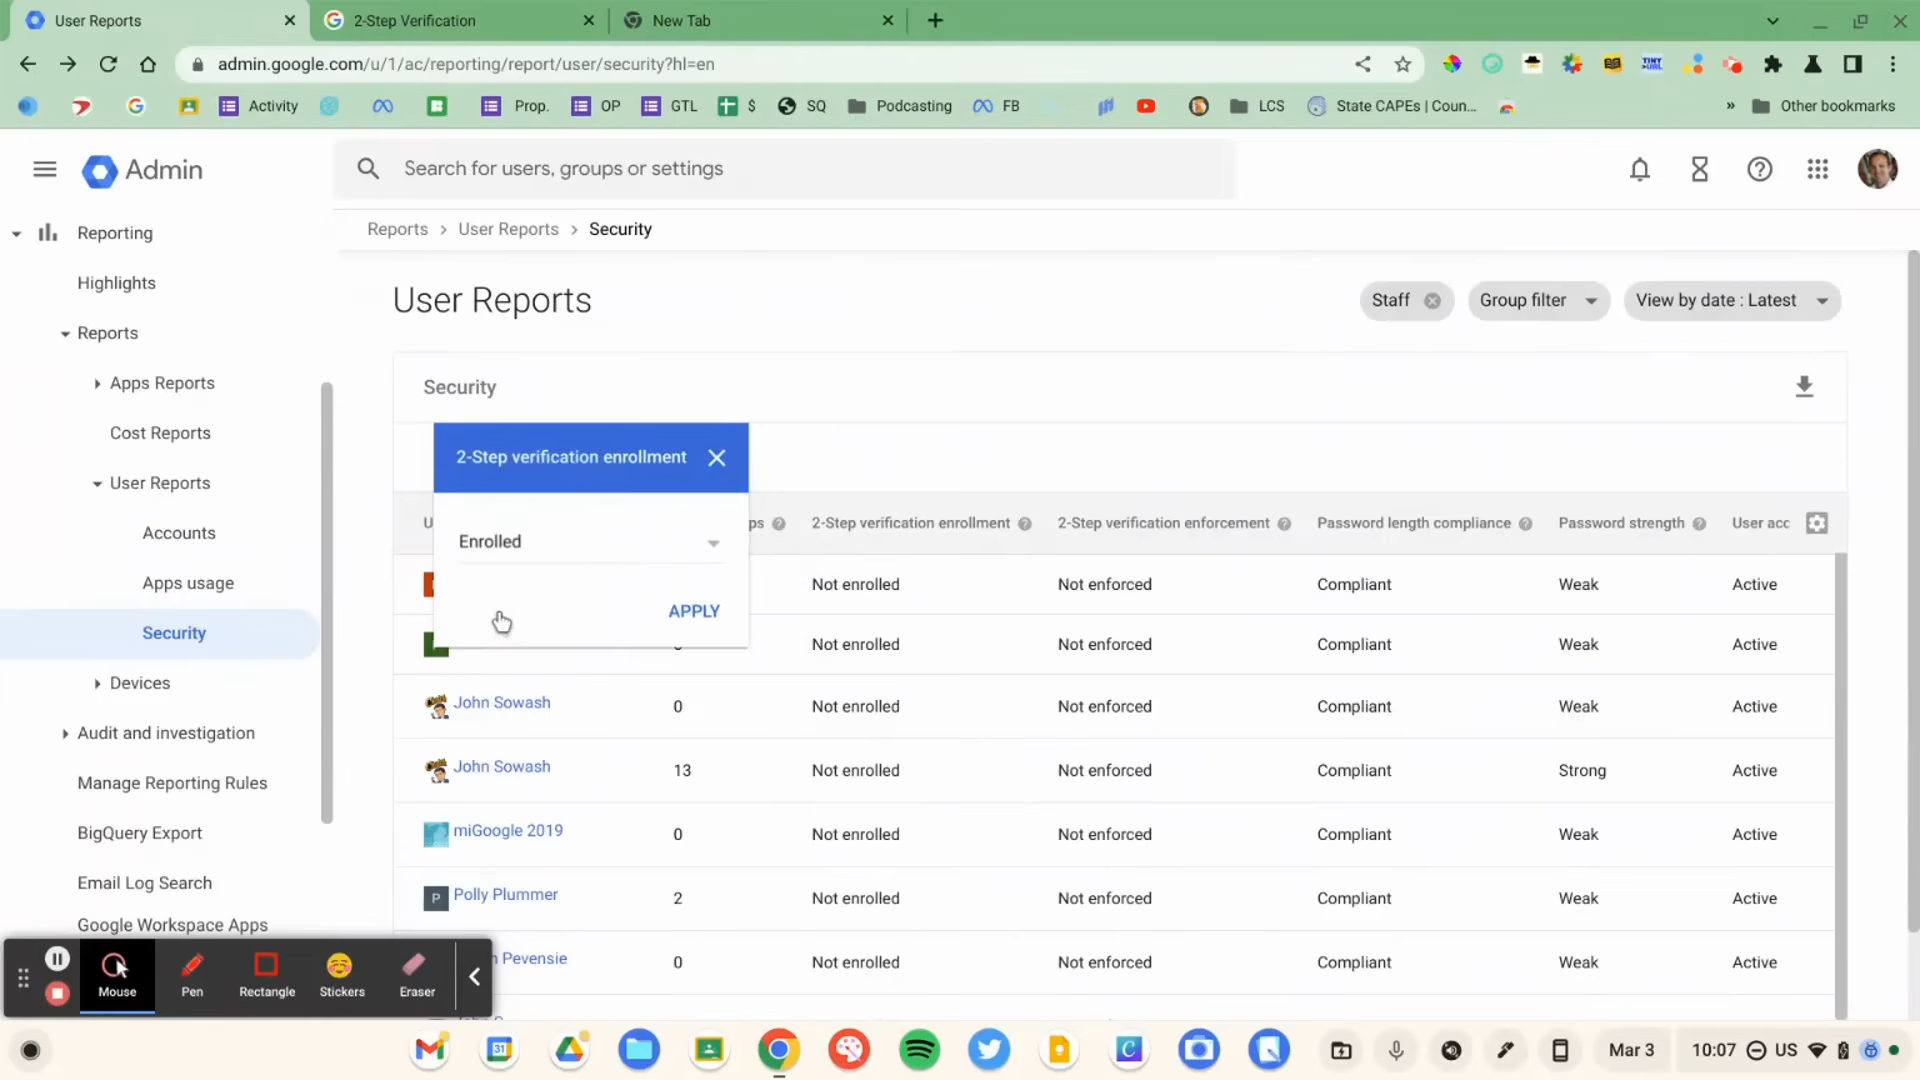 User Reports
2-Step Verification
New Tab
admin.google.com/u/1/ac/reporting/report/user/security?hl=en
Activity
Prop.
OP
GTL
$
SQ
Podcasting
FB
LCS
State CAPEs | Coun...
»
Other bookmarks
Admin
Search for users, groups or settings
Reporting
Highlights
Reports
Apps Reports
Cost Reports
User Reports
Accounts
Apps usage
Security
Devices
Audit and investigation
Manage Reporting Rules
BigQuery Export
Email Log Search
Google Workspace Apps
Reports > User Reports > Security
User Reports
Staff
Group filter
View by date : Latest
Security
2-Step verification enrollment
Enrolled
APPLY
ps 2-Step verification enrollment 2-Step verification enforcement Password length compliance Password strength User acc
Not enrolled Not enforced Compliant Weak Active
Not enrolled Not enforced Compliant Weak Active
John Sowash 0 Not enrolled Not enforced Compliant Weak Active
John Sowash 13 Not enrolled Not enforced Compliant Strong Active
miGoogle 2019 0 Not enrolled Not enforced Compliant Weak Active
P Polly Plummer 2 Not enrolled Not enforced Compliant Weak Active
n Pevensie 0 Not enrolled Not enforced Compliant Weak Active
Mouse
Pen
Rectangle
Stickers
Eraser
31
Mar 3
10:07
US